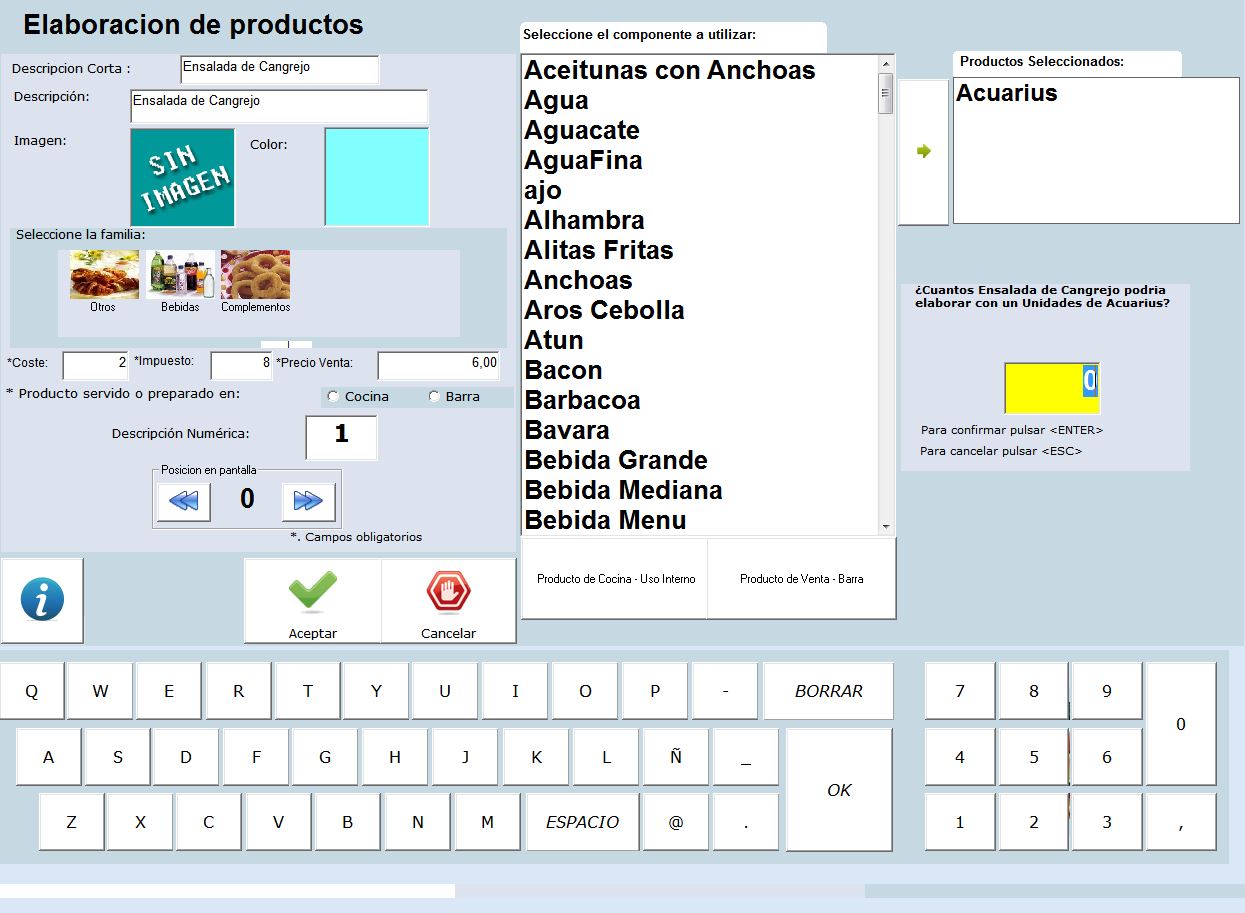 Elaboracion de productos
Descripcion Corta :
Ensalada de Cangrejo
Descripción:
Ensalada de Cangrejo
Imagen:
SIN
IMAGEN
Color:
Seleccione la familia:
Otros
Bebidas
Complementos
*Coste:
2
*Impuesto:
8
*Precio Venta:
6,00
* Producto servido o preparado en:
Cocina
Barra
Descripción Numérica:
1
Posicion en pantalla
0
*. Campos obligatorios
i
Aceptar
Cancelar
Seleccione el componente a utilizar:
Aceitunas con Anchoas
Agua
Aguacate
AguaFina
ajo
Alhambra
Alitas Fritas
Anchoas
Aros Cebolla
Atun
Bacon
Barbacoa
Bavara
Bebida Grande
Bebida Mediana
Bebida Menu
Producto de Cocina - Uso Interno
Producto de Venta - Barra
Productos Seleccionados:
Acuarius
¿Cuantos Ensalada de Cangrejo podria
elaborar con un Unidades de Acuarius?
0
Para confirmar pulsar <ENTER>
Para cancelar pulsar <ESC>
Q W E R T Y U I O P - BORRAR
A S D F G H J K L Ñ _ OK
Z X C V B N M ESPACIO @ .
7 8 9 0
4 5 6
1 2 3 ,